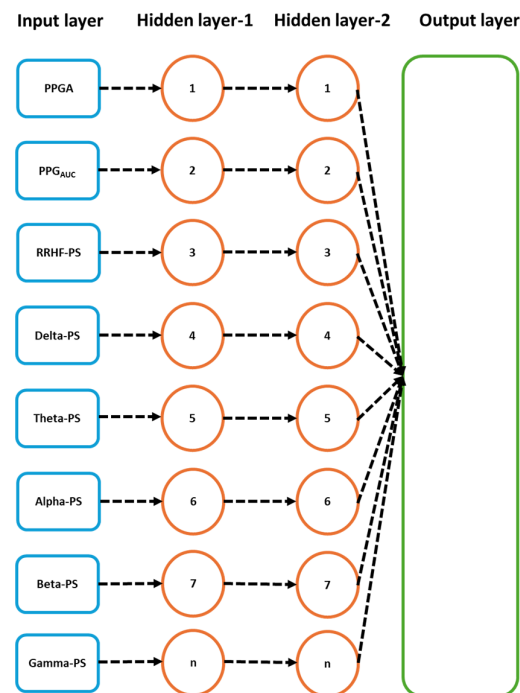 Input layer Hidden layer-1 Hidden layer-2 Output layer
PPGA 1 1
PPG_AUC 2 2
RRHF-PS 3 3
Delta-PS 4 4
Theta-PS 5 5
Alpha-PS 6 6
Beta-PS 7 7
Gamma-PS n n